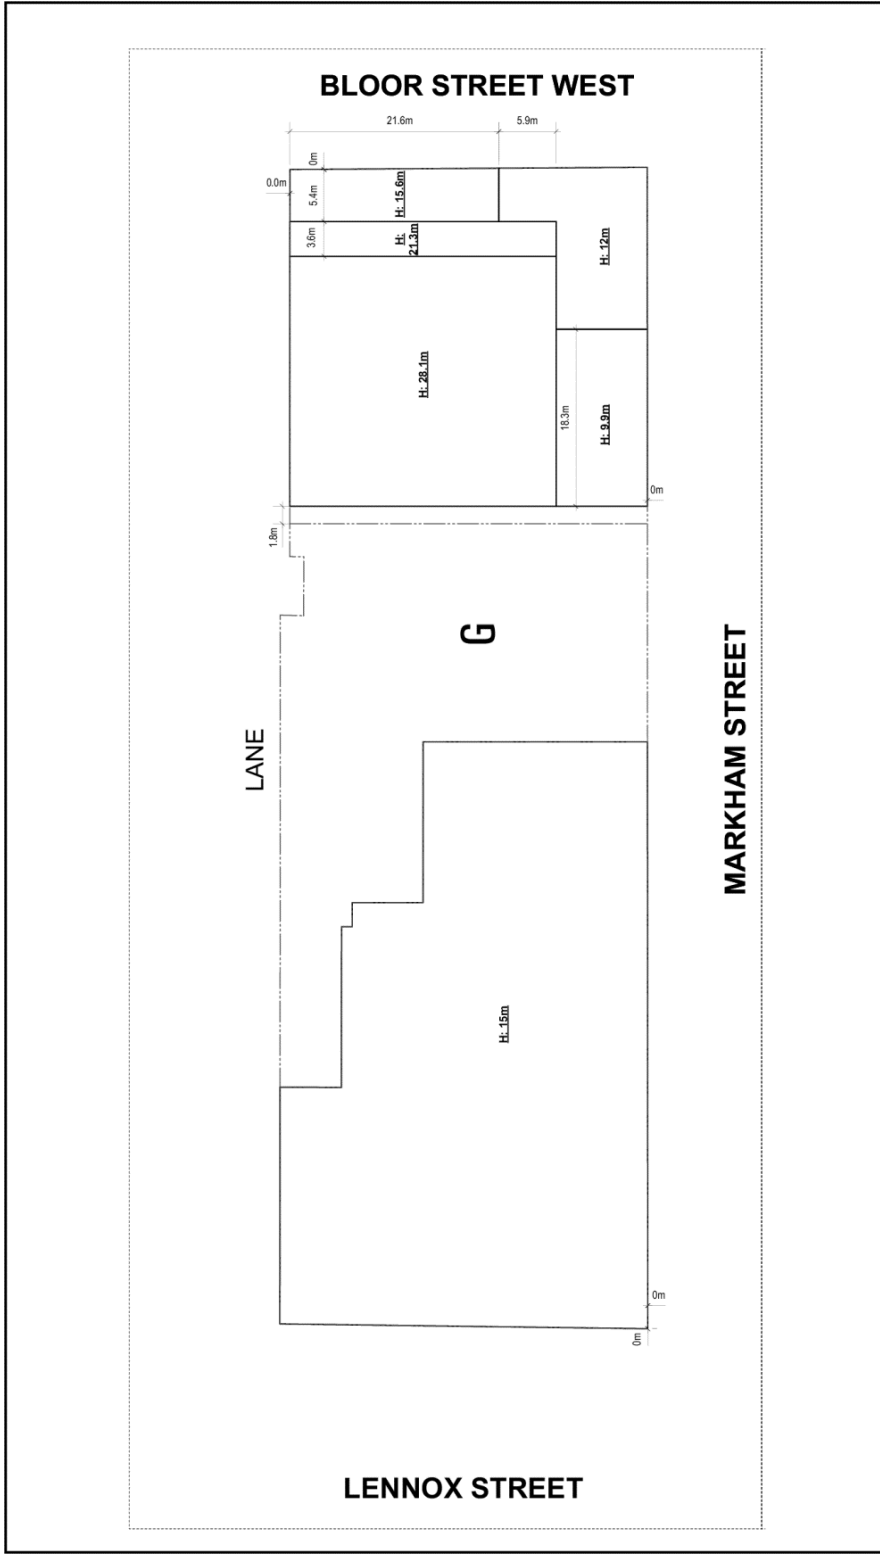 BLOOR STREET WEST
21.6m
5.9m
0m
0.0m
5.4m
H: 15.6m
3.6m
H:
21.3m
H: 12m
H: 28.1m
18.3m
H: 9.9m
0m
1.8m
G
LANE
MARKHAM STREET
H: 15m
0m
0m
LENNOX STREET